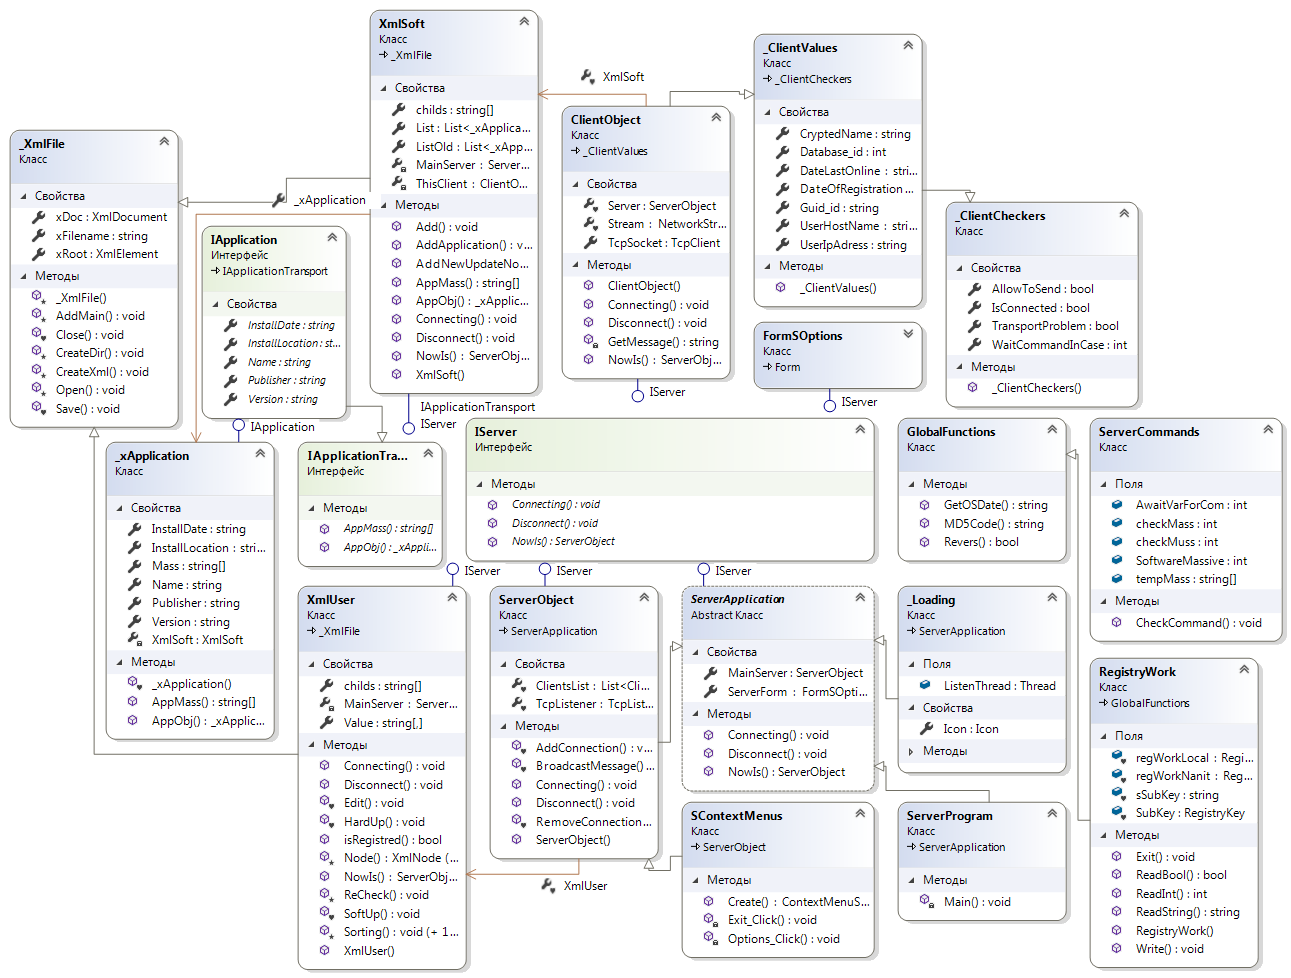 XmlSoft
Класс
_XmlFile
Свойства
childs : string[]
List : List<_xApplica...
ListOld : List<_xApp...
MainServer : Server...
ThisClient : ClientO...
Методы
Add() : void
AddApplication() : v...
AddNewUpdateNo...
AppMass() : string[]
AppObj() : _xApplic...
Connecting() : void
Disconnect() : void
NowIs() : ServerObj...
XmlSoft()
IApplicationTransport
IServer
XmlSoft
_ClientValues
Класс
_ClientCheckers
Свойства
CryptedName : string
Database_id : int
DateLastOnline : stri...
DateOfRegistration ...
Guid_id : string
UserHostName : stri...
UserIpAdress : string
Методы
_ClientValues()
ClientObject
Класс
_ClientValues
Свойства
Server : ServerObject
Stream : NetworkStr...
TcpSocket : TcpClient
Методы
ClientObject()
Connecting() : void
Disconnect() : void
GetMessage() : string
NowIs() : ServerObj...
IServer
_XmlFile
Класс
Свойства
xDoc : XmlDocument
xFilename : string
xRoot : XmlElement
Методы
_XmlFile()
AddMain() : void
Close() : void
CreateDir() : void
CreateXml() : void
Open() : void
Save() : void
_xApplication
IApplication
Интерфейс
IApplicationTransport
Свойства
InstallDate : string
InstallLocation : st...
Name : string
Publisher : string
Version : string
_ClientCheckers
Класс
Свойства
AllowToSend : bool
IsConnected : bool
TransportProblem : bool
WaitCommandInCase : int
Методы
_ClientCheckers()
FormSOptions
Класс
Form
IServer
IApplication
_xApplication
Класс
Свойства
InstallDate : string
InstallLocation : stri...
Mass : string[]
Name : string
Publisher : string
Version : string
XmlSoft : XmlSoft
Методы
_xApplication()
AppMass() : string[]
AppObj() : _xApplic...
IApplicationTra...
Интерфейс
Методы
AppMass() : string[]
AppObj() : _xAppli...
IServer
Интерфейс
Методы
Connecting() : void
Disconnect() : void
NowIs() : ServerObject
GlobalFunctions
Класс
Методы
GetOSDate() : string
MD5Code() : string
Revers() : bool
ServerCommands
Класс
Поля
AwaitVarForCom : int
checkMass : int
checkMuss : int
SoftwareMassive : int
tempMass : string[]
Методы
CheckCommand() : void
IServer
IServer
IServer
XmlUser
Класс
_XmlFile
Свойства
childs : string[]
MainServer : Server...
Value : string[,]
Методы
Connecting() : void
Disconnect() : void
Edit() : void
HardUp() : void
isRegistred() : bool
Node() : XmlNode (...
NowIs() : ServerObj...
ReCheck() : void
SoftUp() : void
Sorting() : void (+ 1...
XmlUser()
ServerObject
Класс
ServerApplication
Свойства
ClientsList : List<Cli...
TcpListener : TcpList...
Методы
AddConnection() : v...
BroadcastMessage() ...
Connecting() : void
Disconnect() : void
RemoveConnection...
ServerObject()
XmlUser
ServerApplication
Abstract Класс
Свойства
MainServer : ServerObject
ServerForm : FormSOpti...
Методы
Connecting() : void
Disconnect() : void
NowIs() : ServerObject
_Loading
Класс
ServerApplication
Поля
ListenThread : Thread
Свойства
Icon : Icon
Методы
RegistryWork
Класс
GlobalFunctions
Поля
regWorkLocal : Regi...
regWorkNanit : Reg...
sSubKey : string
SubKey : RegistryKey
Методы
Exit() : void
ReadBool() : bool
ReadInt() : int
ReadString() : string
RegistryWork()
Write() : void
SContextMenus
Класс
ServerObject
Методы
Create() : ContextMenuS...
Exit_Click() : void
Options_Click() : void
ServerProgram
Класс
ServerApplication
Методы
Main() : void